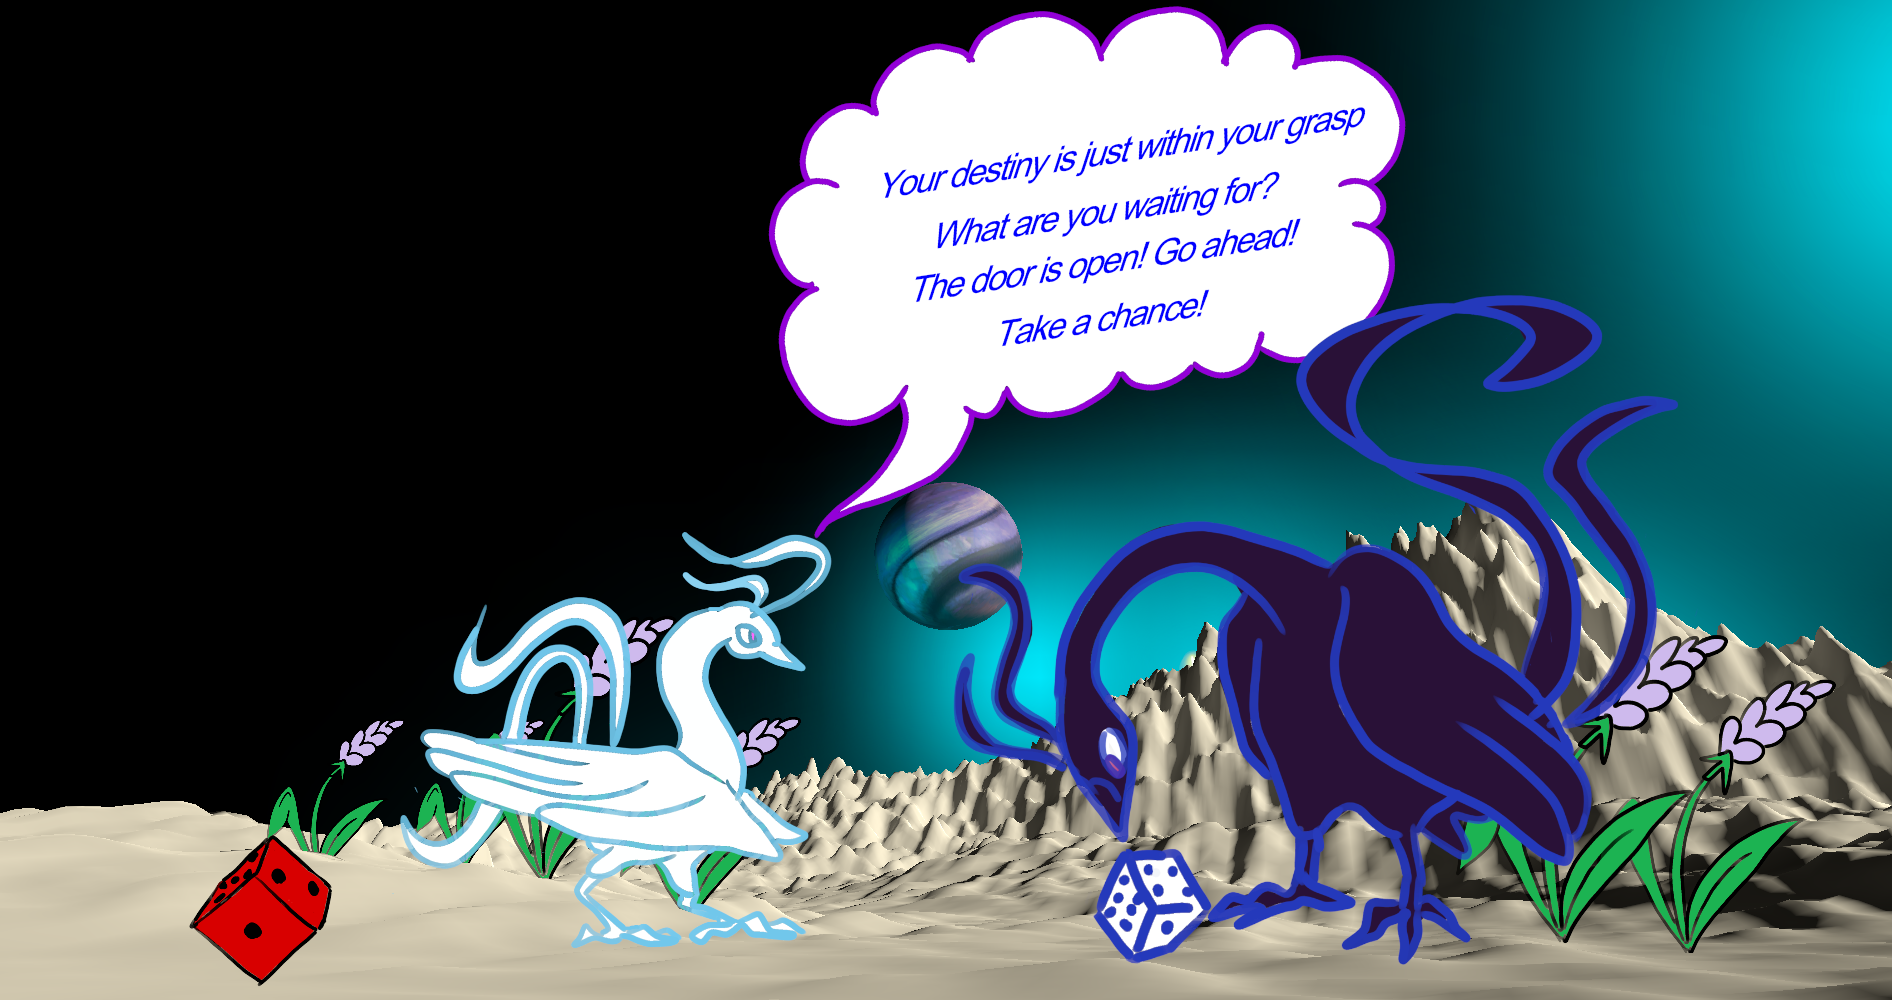 Your destiny is just within your grasp
What are you waiting for?
The door is open! Go ahead!
Take a chance!